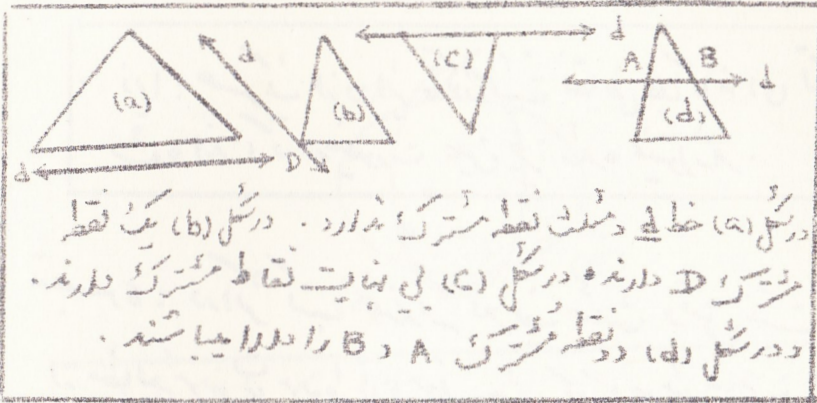 (a)
d
d
D
(b)
(c)
d
A
B
d
(d)
درشکل (a) خط d و مثلث نقطه مشترک ندارد. درشکل (b) یک نقطه
مشترک D دارند. درشکل (c) بی نهایت نقاط مشترک دارند.
و درشکل (d) دو نقطه مشترک A و B را دارا میباشند.